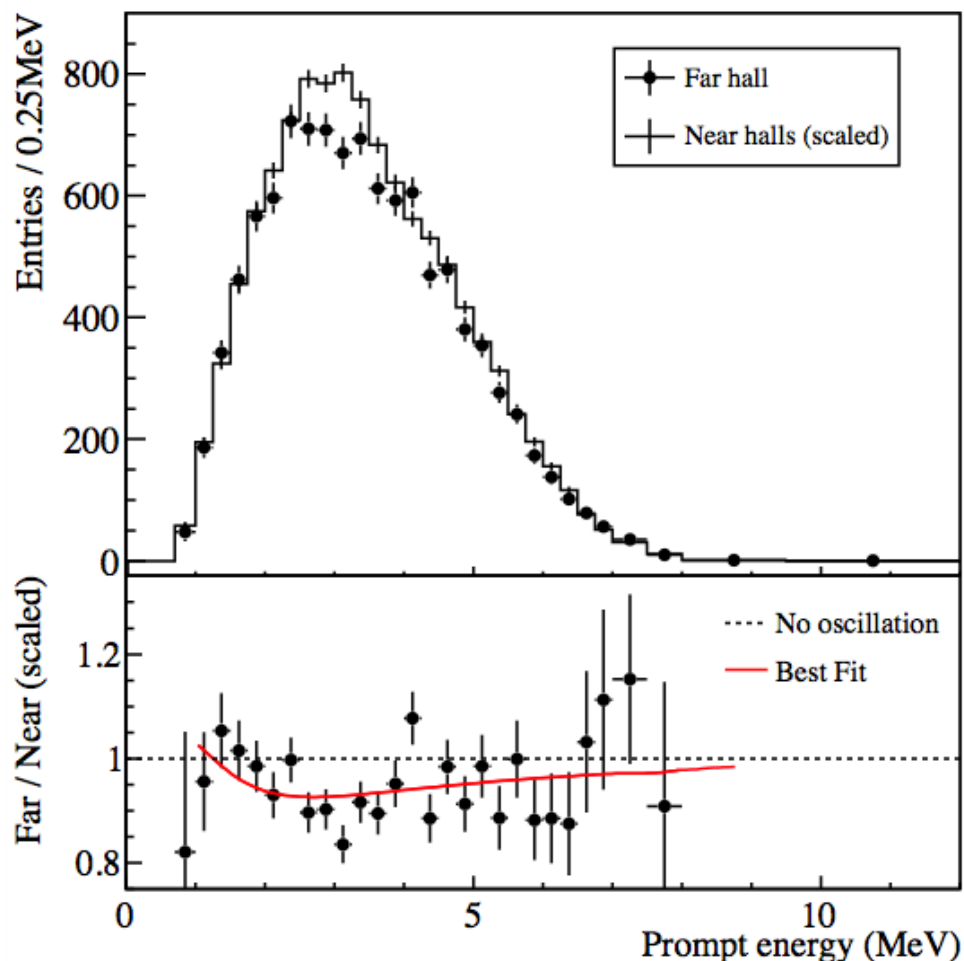 Entries / 0.25MeV
800
600
400
200
0
Far hall
Near halls (scaled)
Far / Near (scaled)
1.2
1
0.8
No oscillation
Best Fit
0
5
10
Prompt energy (MeV)